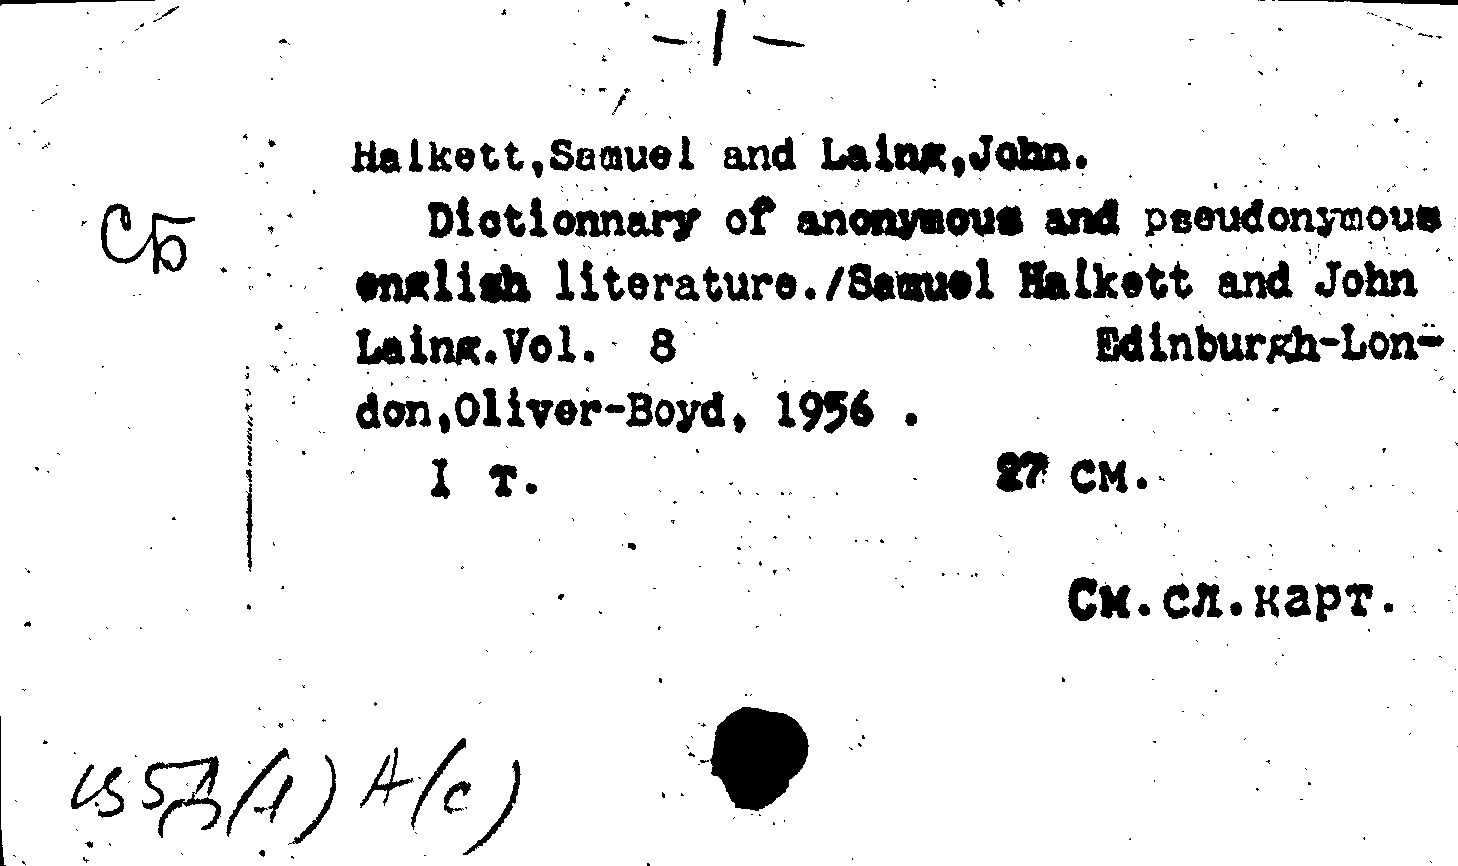 -1-
Halkett,Samuel and Laing,John.
СБ
Dictionnary of anonymous and pseudonymous
english literature./Samuel Halkett and John
Laing.Vol. 8 Edinburgh-Lon-
don,Oliver-Boyd, 1956 .
I т. 27 см.
См.сл.карт.
А(с)